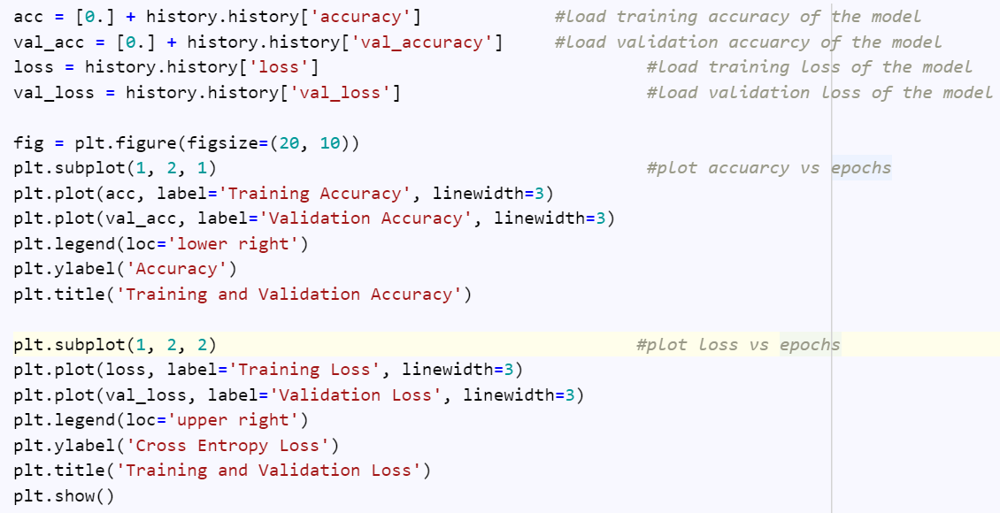 acc = [0.] + history.history['accuracy'] #load training accuracy of the model
val_acc = [0.] + history.history['val_accuracy'] #load validation accuarcy of the model
loss = history.history['loss'] #load training loss of the model
val_loss = history.history['val_loss'] #load validation loss of the model
fig = plt.figure(figsize=(20, 10))
plt.subplot(1, 2, 1) #plot accuarcy vs epochs
plt.plot(acc, label='Training Accuracy', linewidth=3)
plt.plot(val_acc, label='Validation Accuracy', linewidth=3)
plt.legend(loc='lower right')
plt.ylabel('Accuracy')
plt.title('Training and Validation Accuracy')
plt.subplot(1, 2, 2) #plot loss vs epochs
plt.plot(loss, label='Training Loss', linewidth=3)
plt.plot(val_loss, label='Validation Loss', linewidth=3)
plt.legend(loc='upper right')
plt.ylabel('Cross Entropy Loss')
plt.title('Training and Validation Loss')
plt.show()